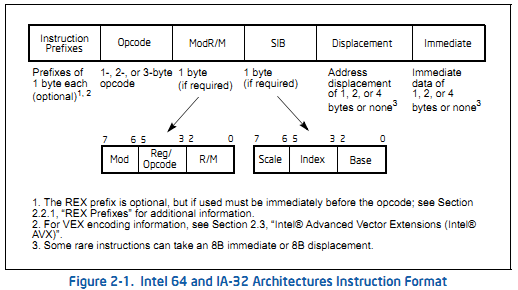 Instruction Prefixes Opcode ModR/M SIB Displacement Immediate
Prefixes of
1 byte each
(optional)1, 2
1-, 2-, or 3-byte
opcode
1 byte
(if required)
1 byte
(if required)
Address
displacement
of 1, 2, or 4
bytes or none3
Immediate
data of
1, 2, or 4
bytes or none3
7 6 5 3 2 0
Mod Reg/Opcode R/M
7 6 5 3 2 0
Scale Index Base
1. The REX prefix is optional, but if used must be immediately before the opcode; see Section
2.2.1, “REX Prefixes” for additional information.
2. For VEX encoding information, see Section 2.3, “Intel® Advanced Vector Extensions (Intel®
AVX)”.
3. Some rare instructions can take an 8B immediate or 8B displacement.
Figure 2-1. Intel 64 and IA-32 Architectures Instruction Format